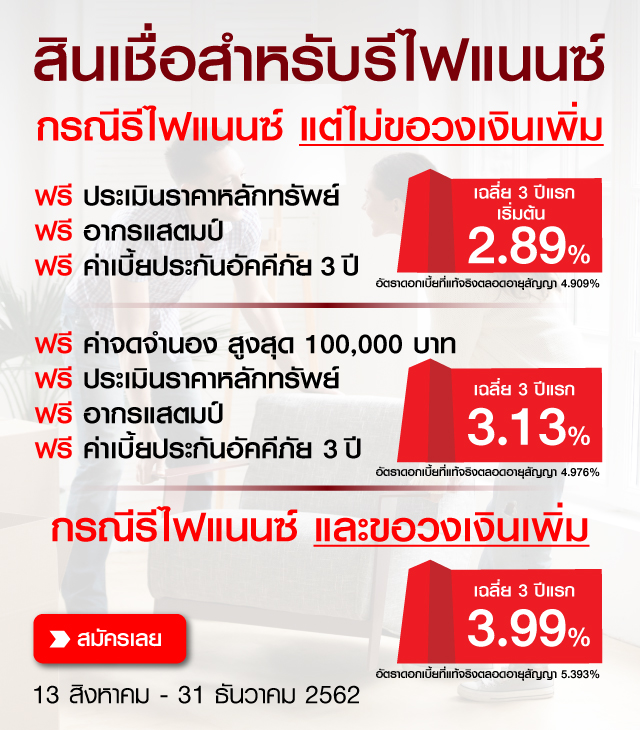 สินเชื่อสำหรับรีไฟแนนซ์
กรณีรีไฟแนนซ์ แต่ไม่ขอวงเงินเพิ่ม
ฟรี ประเมินราคาหลักทรัพย์
ฟรี อากรแสตมป์
ฟรี ค่าเบี้ยประกันอัคคีภัย 3 ปี
เฉลี่ย 3 ปีแรก
เริ่มต้น
2.89%
อัตราดอกเบี้ยที่แท้จริงตลอดอายุสัญญา 4.909%
ฟรี ค่าจดจำนอง สูงสุด 100,000 บาท
ฟรี ประเมินราคาหลักทรัพย์
ฟรี อากรแสตมป์
ฟรี ค่าเบี้ยประกันอัคคีภัย 3 ปี
เฉลี่ย 3 ปีแรก
3.13%
อัตราดอกเบี้ยที่แท้จริงตลอดอายุสัญญา 4.976%
กรณีรีไฟแนนซ์ และขอวงเงินเพิ่ม
เฉลี่ย 3 ปีแรก
3.99%
อัตราดอกเบี้ยที่แท้จริงตลอดอายุสัญญา 5.393%
สมัครเลย
13 สิงหาคม - 31 ธันวาคม 2562